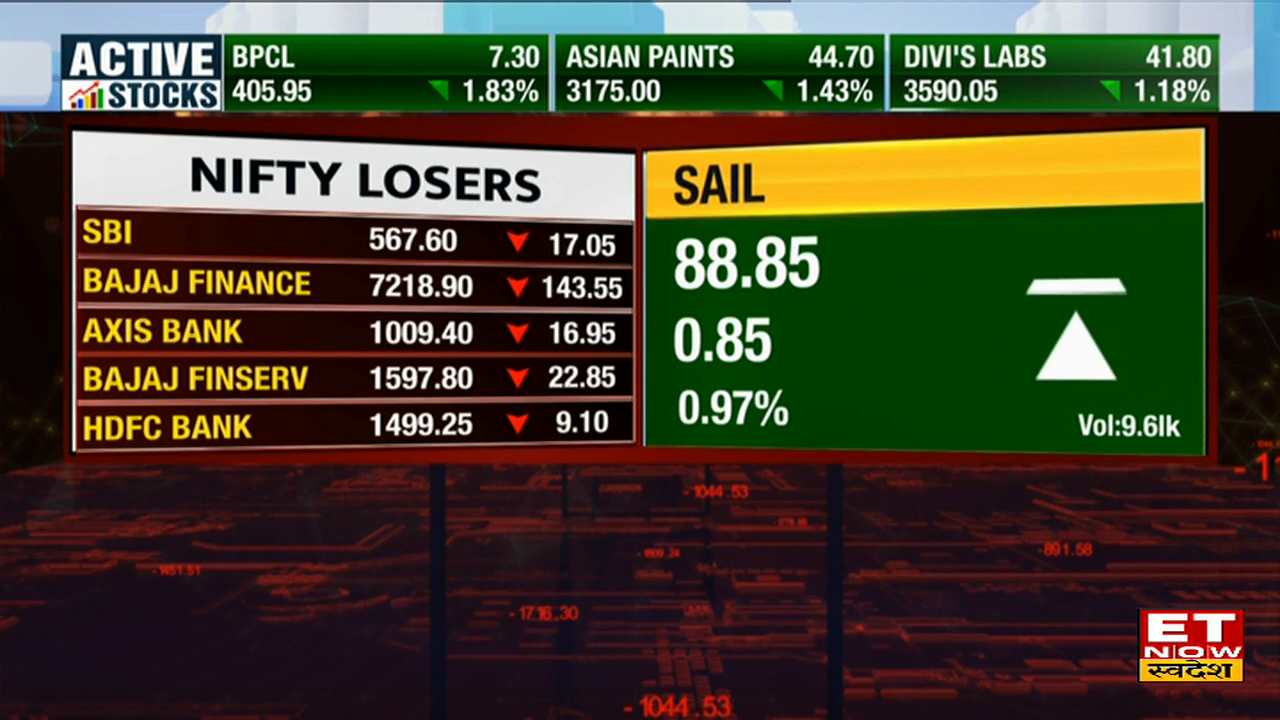 ACTIVE STOCKS
BPCL 7.30
405.95 1.83%
ASIAN PAINTS 44.70
3175.00 1.43%
DIVI'S LABS 41.80
3590.05 1.18%
NIFTY LOSERS
SBI 567.60 17.05
BAJAJ FINANCE 7218.90 143.55
AXIS BANK 1009.40 16.95
BAJAJ FINSERV 1597.80 22.85
HDFC BANK 1499.25 9.10
SAIL
88.85
0.85
0.97%
Vol:9.6lk
-1044.53
-891.58
-1716.30
-1044.53
ET
NOW
स्वदेश